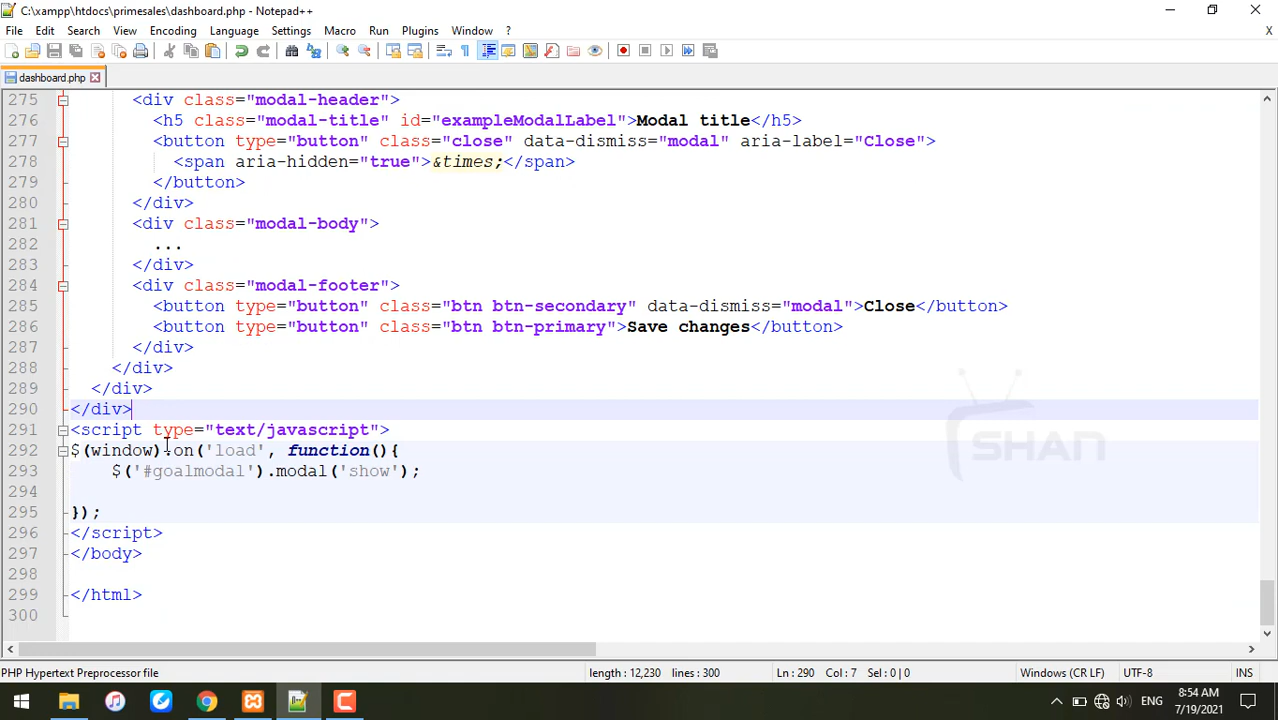 C:\xampp\htdocs\primesales\dashboard.php - Notepad++
File Edit Search View Encoding Language Settings Macro Run Plugins Window ? X
dashboard.php
275 <div class="modal-header">
276 <h5 class="modal-title" id="exampleModalLabel">Modal title</h5>
277 <button type="button" class="close" data-dismiss="modal" aria-label="Close">
278 <span aria-hidden="true">&times;</span>
279 </button>
280 </div>
281 <div class="modal-body">
282 ...
283 </div>
284 <div class="modal-footer">
285 <button type="button" class="btn btn-secondary" data-dismiss="modal">Close</button>
286 <button type="button" class="btn btn-primary">Save changes</button>
287 </div>
288 </div>
289 </div>
290 </div>
291 <script type="text/javascript">
292 $(window).on('load', function(){
293 $('#goalmodal').modal('show');
294
295 });
296 </script>
297 </body>
298
299 </html>
300
SHAN
PHP Hypertext Preprocessor file length : 12,230 lines : 300 Ln : 290 Col : 7 Sel : 0 | 0 Windows (CR LF) UTF-8 INS
ENG 8:54 AM
7/19/2021